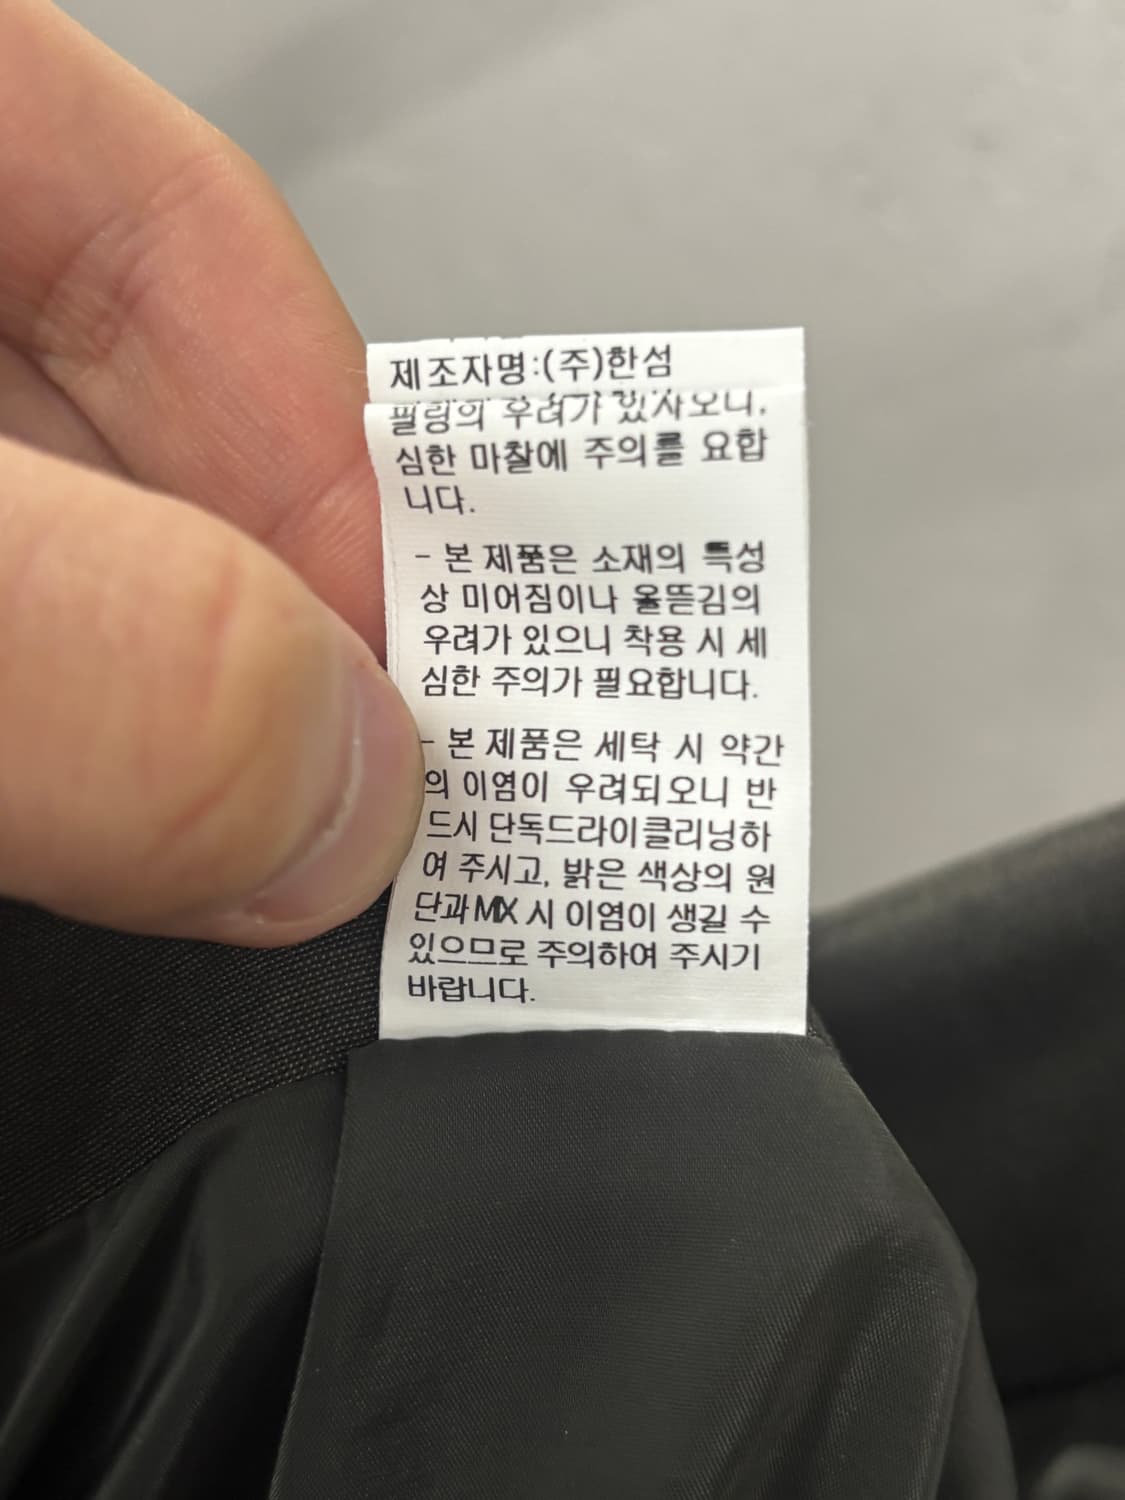 제조자명:(주)한섬
필링의 우려가 있사오니,
심한 마찰에 주의를 요합
니다.
- 본 제품은 소재의 특성
상 미어짐이나 올뜯김의
우려가 있으니 착용 시 세
심한 주의가 필요합니다.
- 본 제품은 세탁 시 약간
의 이염이 우려되오니 반
드시 단독드라이클리닝하
여 주시고, 밝은 색상의 원
단과MIX 시 이염이 생길 수
있으므로 주의하여 주시기
바랍니다.